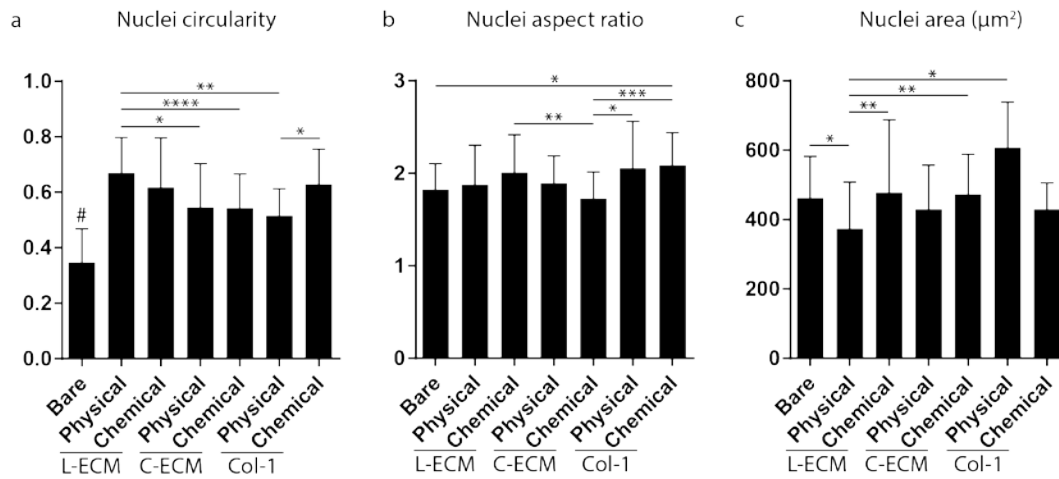 a Nuclei circularity
1.0
0.8
0.6
0.4
0.2
0.0
**
****
*
*
#
Bare
Physical
Chemical
Physical
Chemical
Physical
Chemical
L-ECM C-ECM Col-1
b Nuclei aspect ratio
3
2
1
0
*
***
**
*
Bare
Physical
Chemical
Physical
Chemical
Physical
Chemical
L-ECM C-ECM Col-1
c Nuclei area (μm²)
800
600
400
200
0
*
**
**
*
Bare
Physical
Chemical
Physical
Chemical
Physical
Chemical
L-ECM C-ECM Col-1